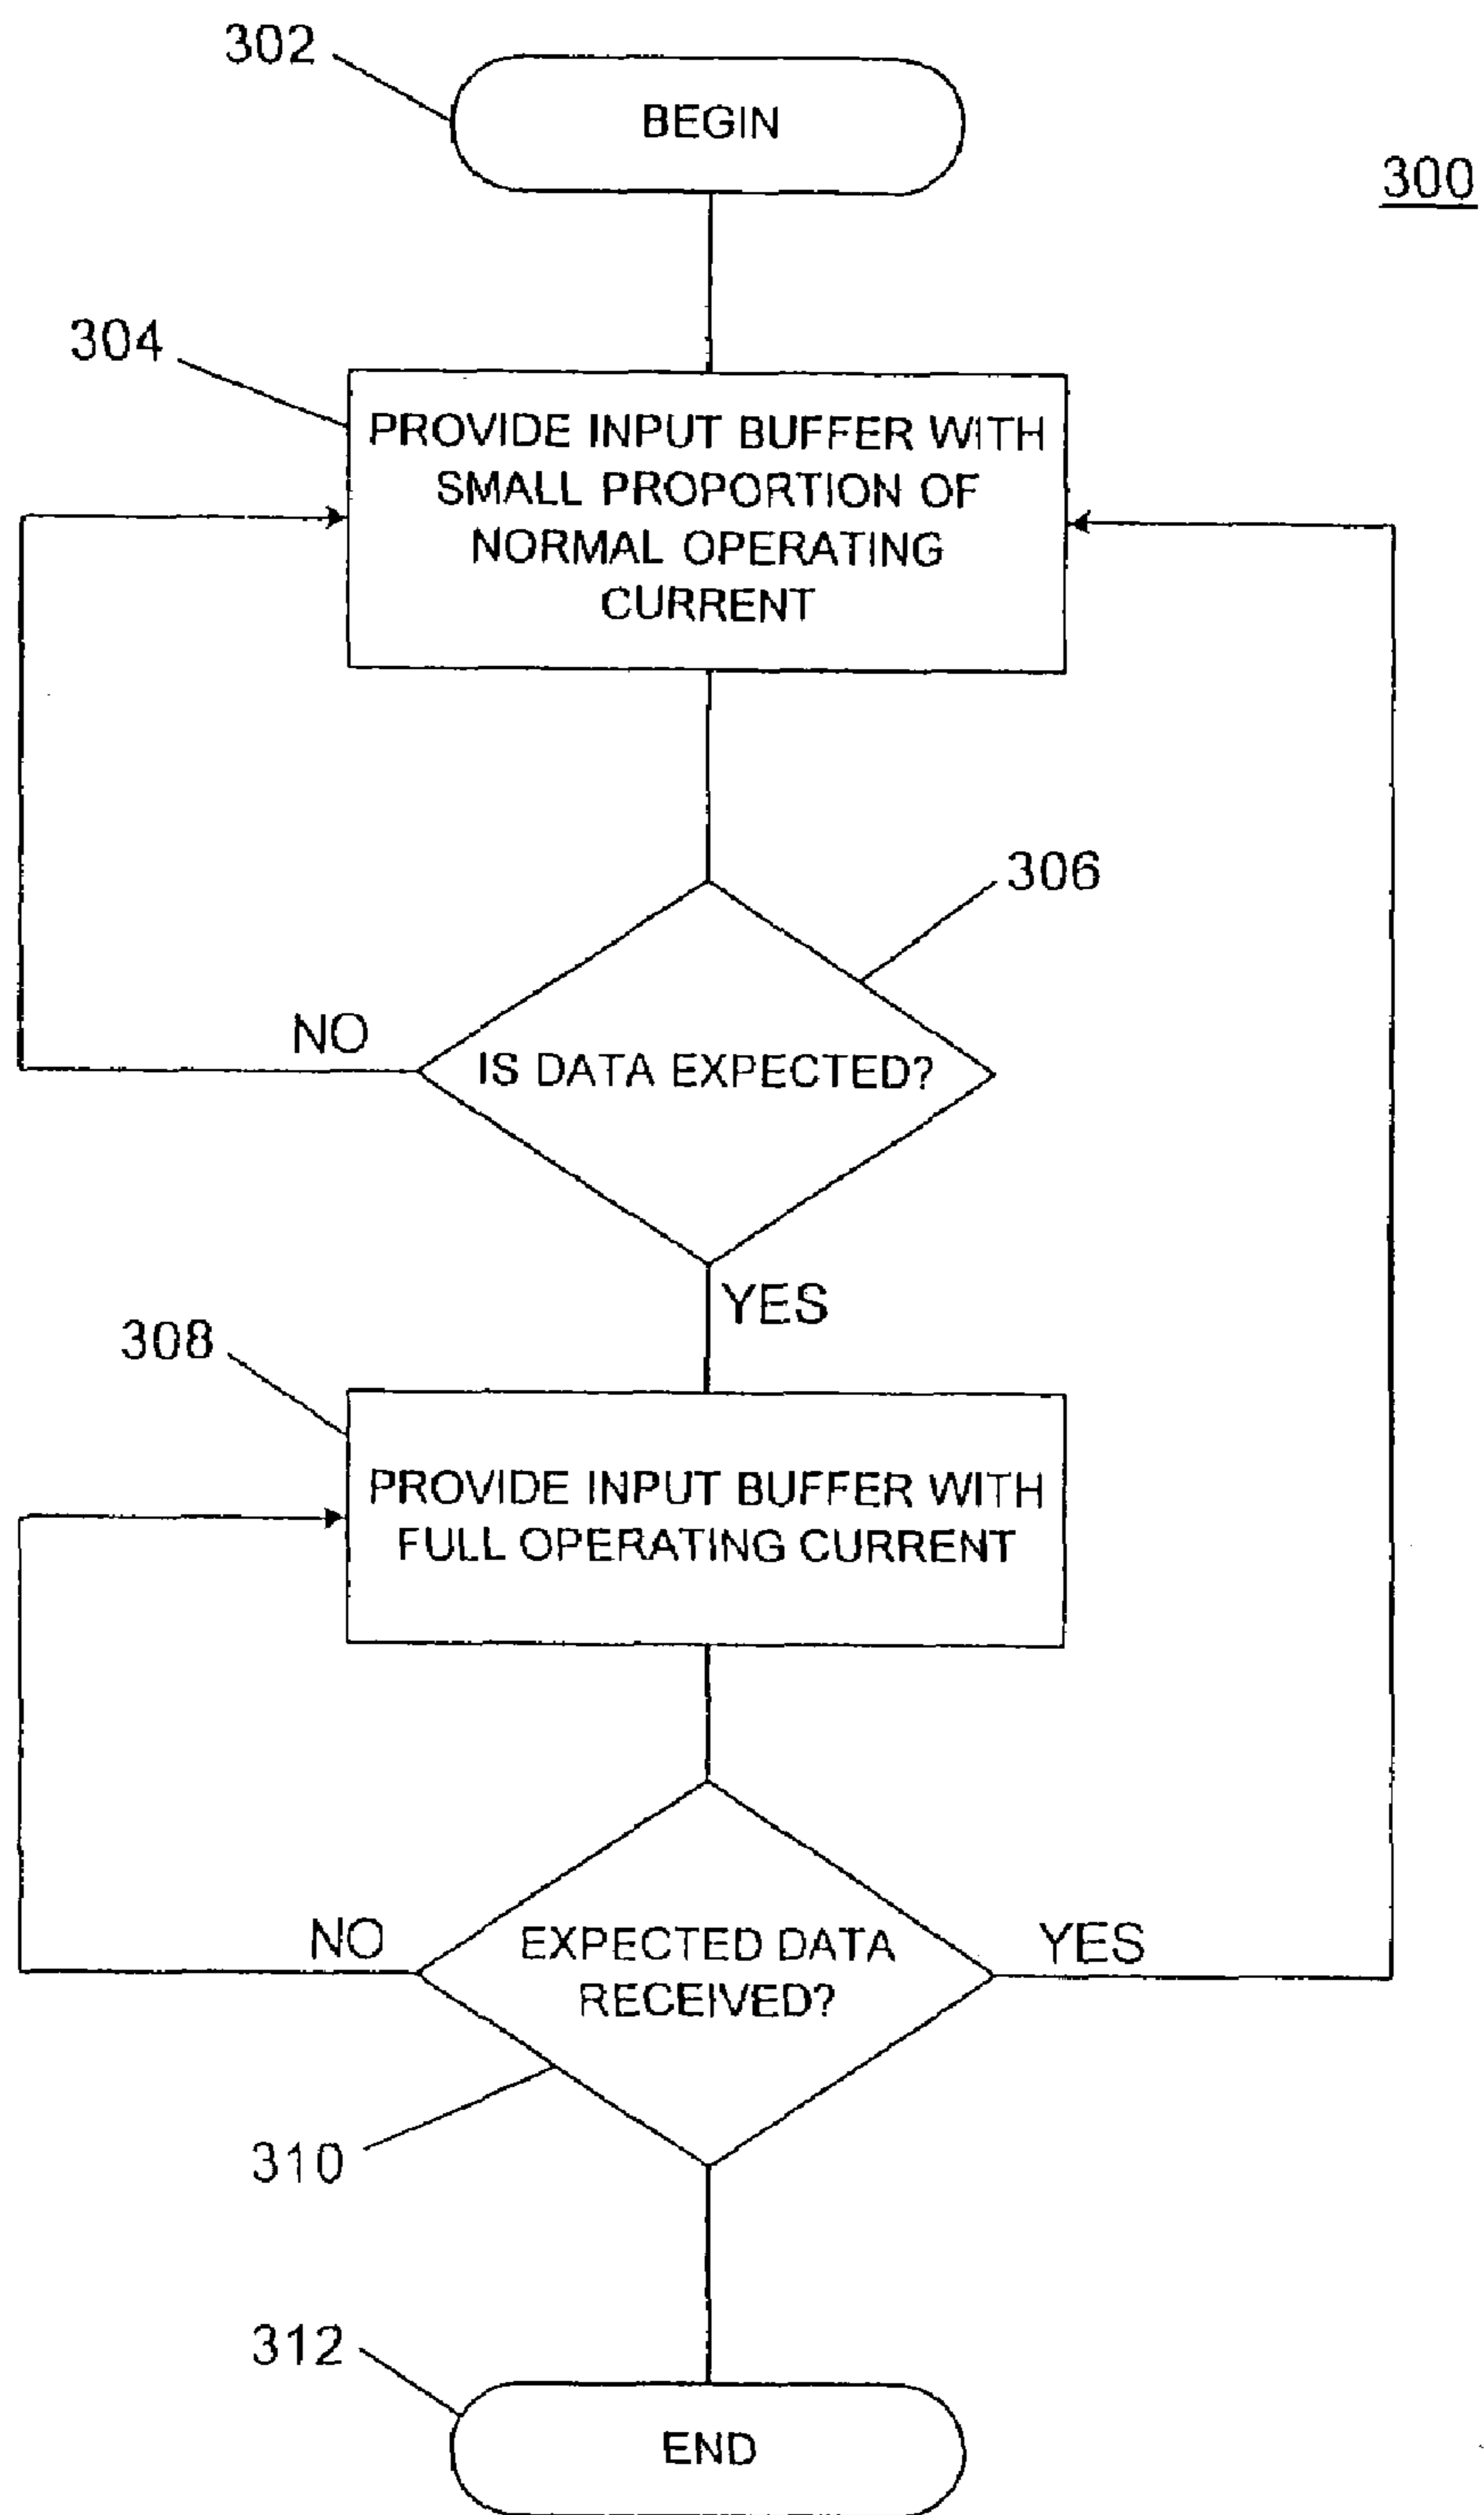 302
BEGIN
300
304
PROVIDE INPUT BUFFER WITH
SMALL PROPORTION OF
NORMAL OPERATING
CURRENT
306
NO
IS DATA EXPECTED?
YES
308
PROVIDE INPUT BUFFER WITH
FULL OPERATING CURRENT
NO
EXPECTED DATA
RECEIVED?
YES
310
312
END